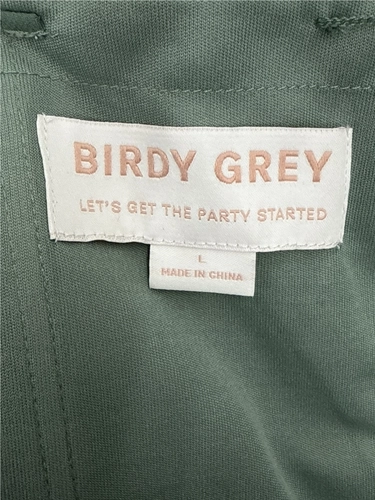 BIRDY GREY
LET'S GET THE PARTY STARTED
L
MADE IN CHINA